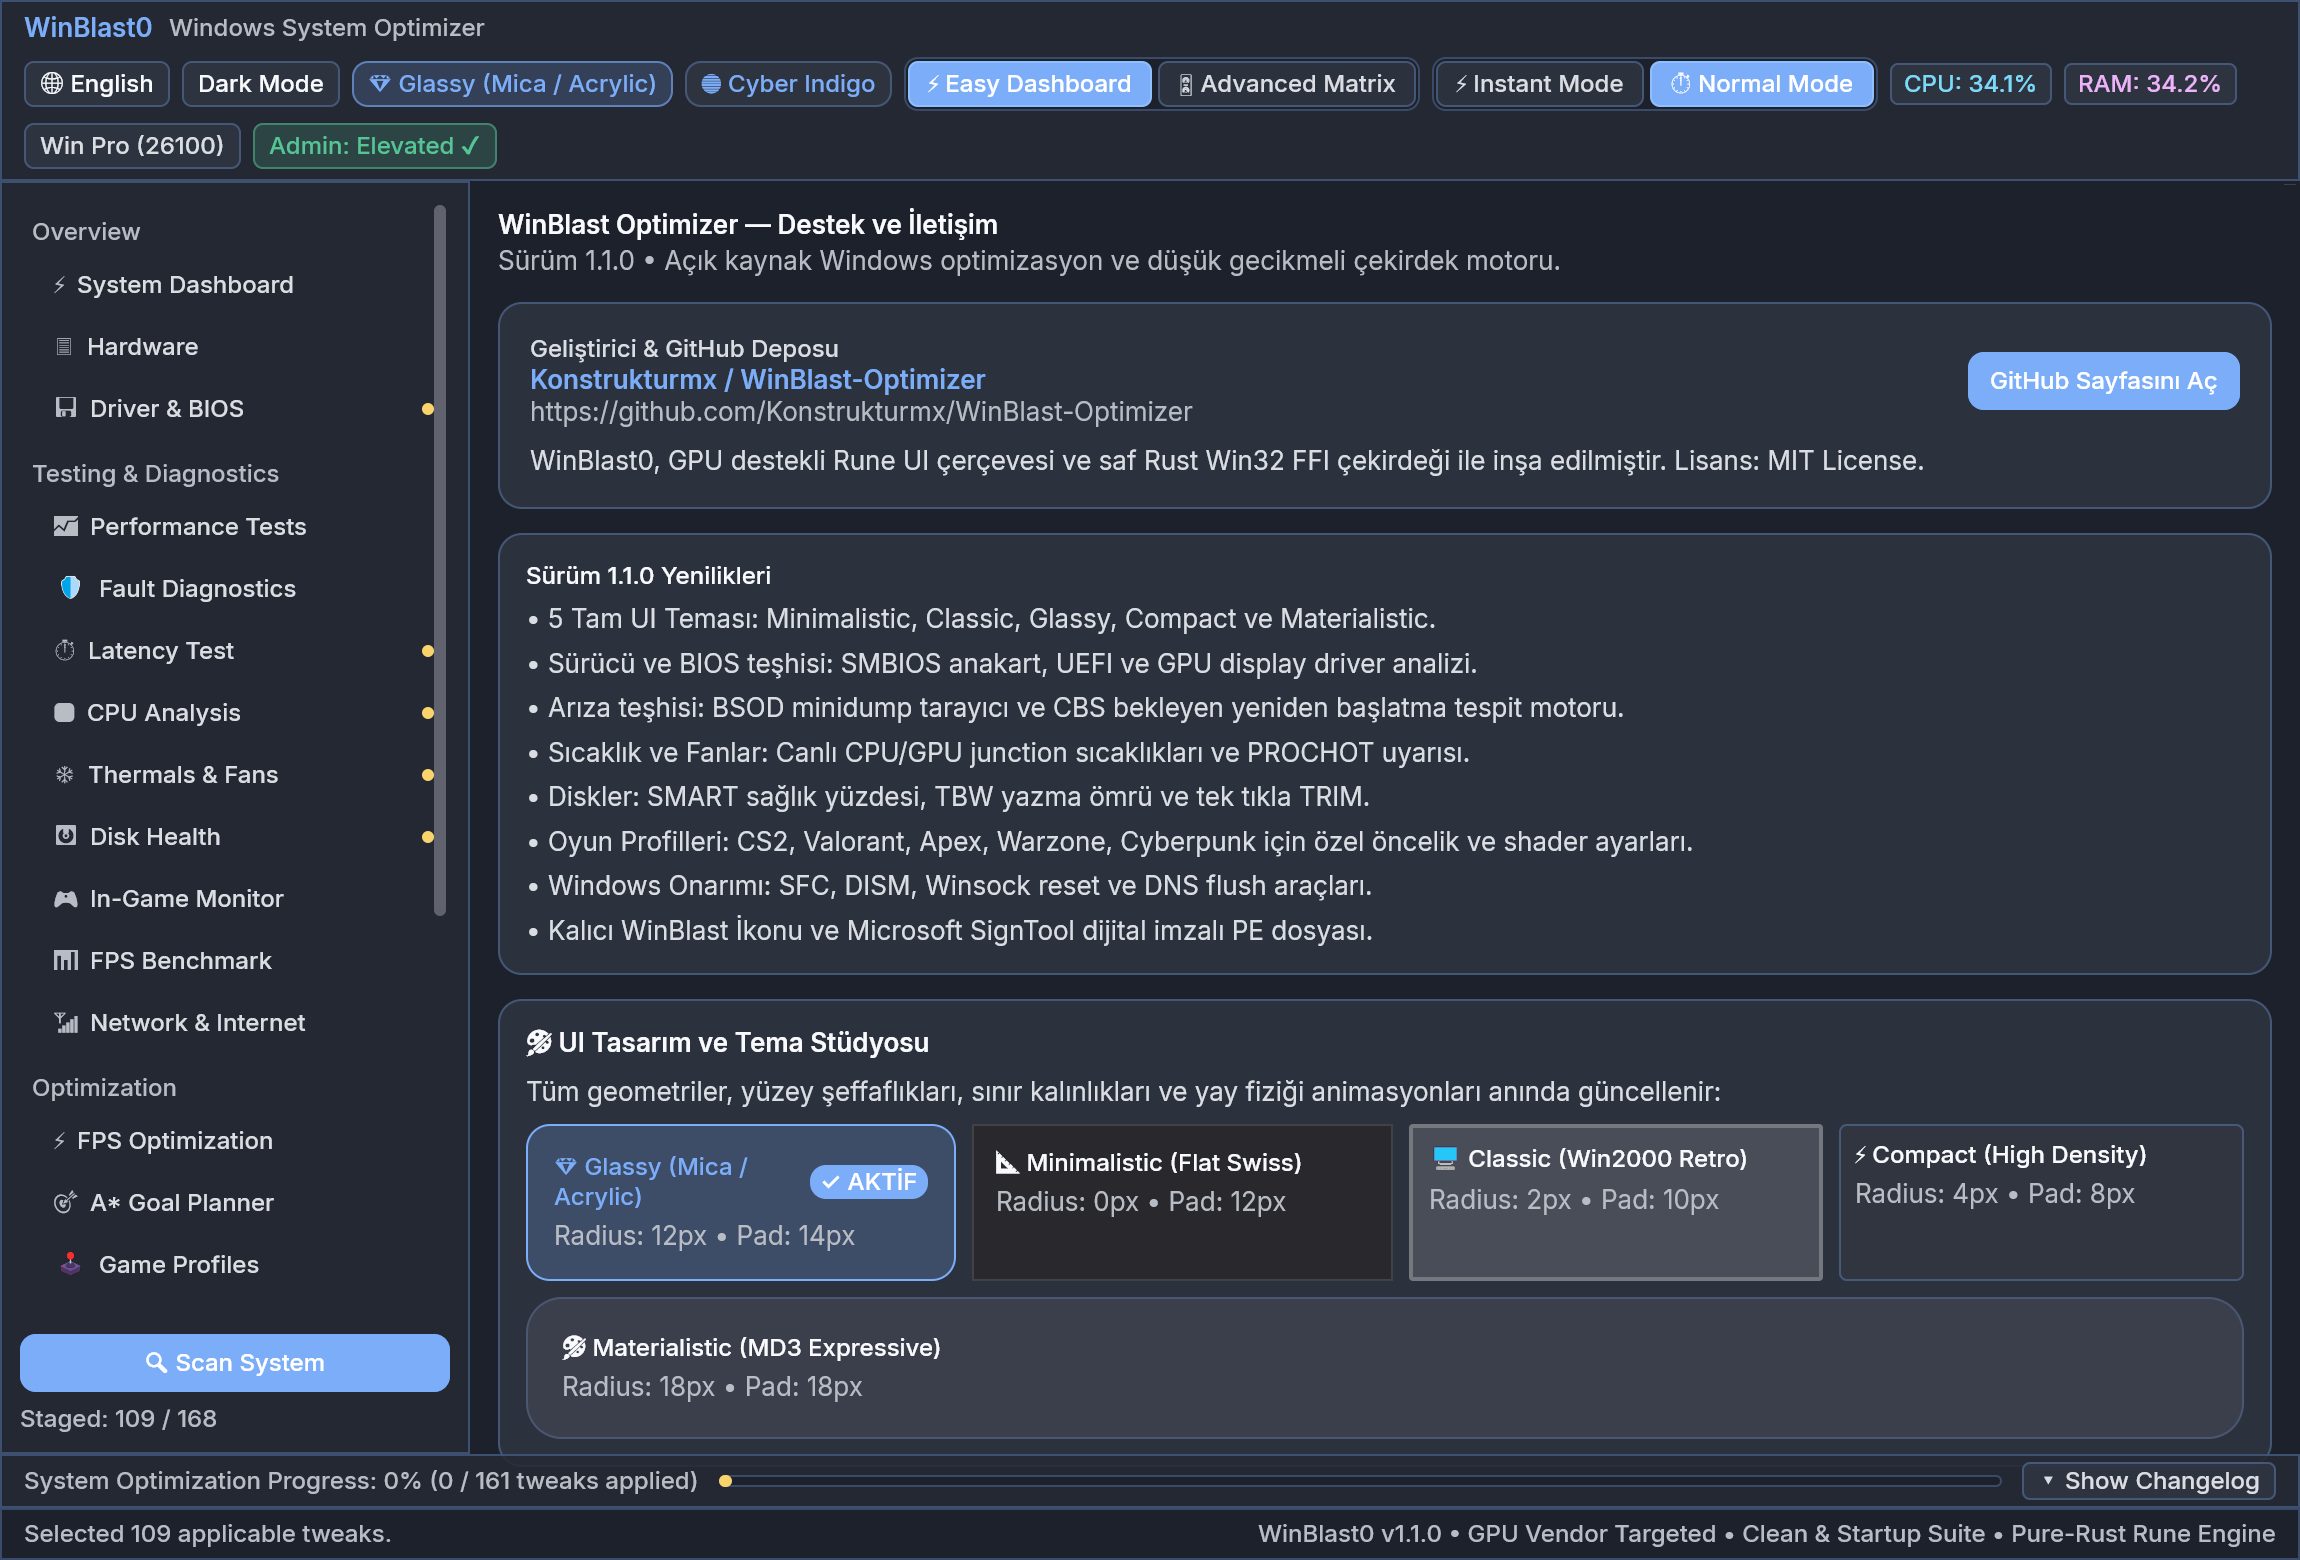 WinBlast0 Windows System Optimizer
English
Dark Mode
Glassy (Mica / Acrylic)
Cyber Indigo
⚡ Easy Dashboard
Advanced Matrix
⚡ Instant Mode
⏱ Normal Mode
CPU: 34.1%
RAM: 34.2%
Win Pro (26100)
Admin: Elevated ✓
Overview
System Dashboard
Hardware
Driver & BIOS
Testing & Diagnostics
Performance Tests
Fault Diagnostics
Latency Test
CPU Analysis
Thermals & Fans
Disk Health
In-Game Monitor
FPS Benchmark
Network & Internet
Optimization
FPS Optimization
A* Goal Planner
Game Profiles
Scan System
Staged: 109 / 168
WinBlast Optimizer — Destek ve İletişim
Sürüm 1.1.0 • Açık kaynak Windows optimizasyon ve düşük gecikmeli çekirdek motoru.
Geliştirici & GitHub Deposu
Konstrukturmx / WinBlast-Optimizer
https://github.com/Konstrukturmx/WinBlast-Optimizer
WinBlast0, GPU destekli Rune UI çerçevesi ve saf Rust Win32 FFI çekirdeği ile inşa edilmiştir. Lisans: MIT License.
GitHub Sayfasını Aç
Sürüm 1.1.0 Yenilikleri
• 5 Tam UI Teması: Minimalistic, Classic, Glassy, Compact ve Materialistic.
• Sürücü ve BIOS teşhisi: SMBIOS anakart, UEFI ve GPU display driver analizi.
• Arıza teşhisi: BSOD minidump tarayıcı ve CBS bekleyen yeniden başlatma tespit motoru.
• Sıcaklık ve Fanlar: Canlı CPU/GPU junction sıcaklıkları ve PROCHOT uyarısı.
• Diskler: SMART sağlık yüzdesi, TBW yazma ömrü ve tek tıkla TRIM.
• Oyun Profilleri: CS2, Valorant, Apex, Warzone, Cyberpunk için özel öncelik ve shader ayarları.
• Windows Onarımı: SFC, DISM, Winsock reset ve DNS flush araçları.
• Kalıcı WinBlast İkonu ve Microsoft SignTool dijital imzalı PE dosyası.
UI Tasarım ve Tema Stüdyosu
Tüm geometriler, yüzey şeffaflıkları, sınır kalınlıkları ve yay fiziği animasyonları anında güncellenir:
Glassy (Mica /
Acrylic)
✓ AKTİF
Radius: 12px • Pad: 14px
Minimalistic (Flat Swiss)
Radius: 0px • Pad: 12px
Classic (Win2000 Retro)
Radius: 2px • Pad: 10px
⚡ Compact (High Density)
Radius: 4px • Pad: 8px
Materialistic (MD3 Expressive)
Radius: 18px • Pad: 18px
System Optimization Progress: 0% (0 / 161 tweaks applied)
▾ Show Changelog
Selected 109 applicable tweaks.
WinBlast0 v1.1.0 • GPU Vendor Targeted • Clean & Startup Suite • Pure-Rust Rune Engine